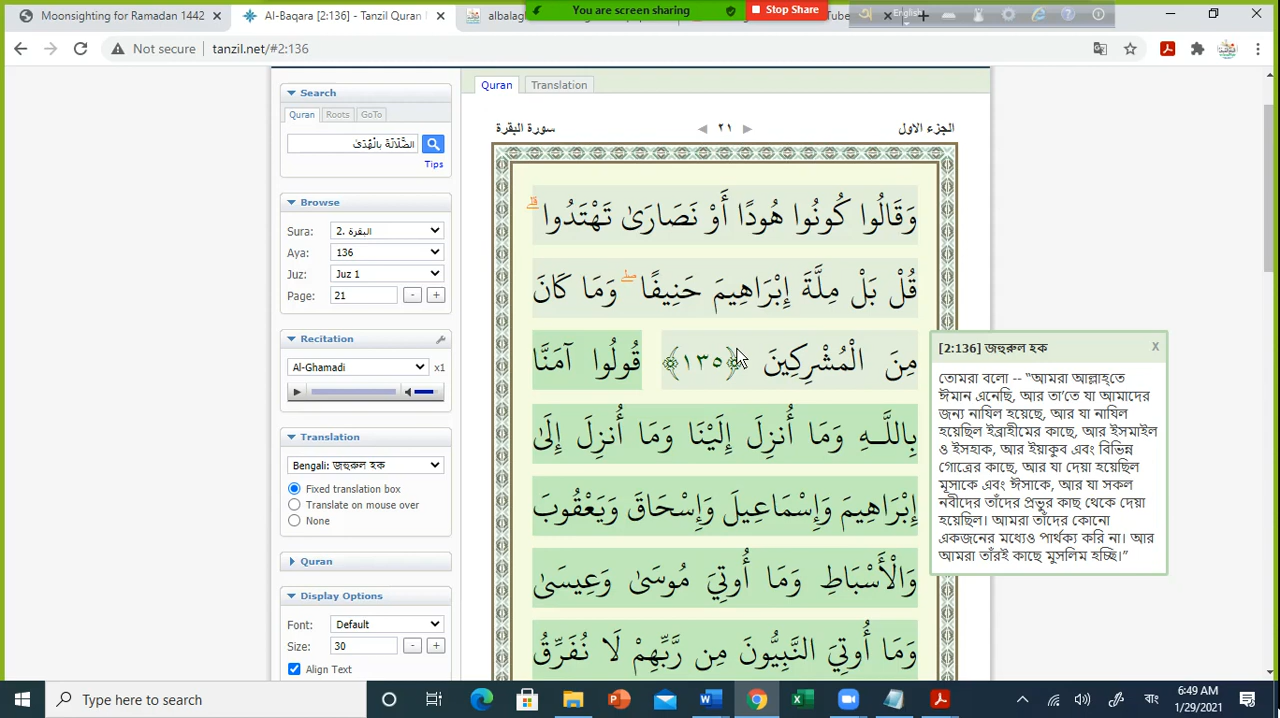 Moonsighting for Ramadan 1442
Al-Baqara [2:136] - Tanzil Quran
albalag
Tube
You are screen sharing
Stop Share
English
Not secure
tanzil.net/#2:136
Search
Quran
Roots
GoTo
الضَّلَالَةَ بِالْهُدَىٰ
Tips
Browse
Sura:
2. البقرة
Aya:
136
Juz:
Juz 1
Page:
21
-
+
Recitation
Al-Ghamadi
x1
Translation
Bengali: জহুরুল হক
Fixed translation box
Translate on mouse over
None
Quran
Display Options
Font:
Default
Size:
30
-
+
Align Text
Quran
Translation
الجزء الاول
٢١
سورة البقرة
وَقَالُوا كُونُوا هُودًا أَوْ نَصَارَىٰ تَهْتَدُوا ۗ
قُلْ بَلْ مِلَّةَ إِبْرَاهِيمَ حَنِيفًا ۖ وَمَا كَانَ
مِنَ الْمُشْرِكِينَ ﴿١٣٥﴾ قُولُوا آمَنَّا
بِاللَّـهِ وَمَا أُنزِلَ إِلَيْنَا وَمَا أُنزِلَ إِلَىٰ
إِبْرَاهِيمَ وَإِسْمَاعِيلَ وَإِسْحَاقَ وَيَعْقُوبَ
وَالْأَسْبَاطِ وَمَا أُوتِيَ مُوسَىٰ وَعِيسَىٰ
وَمَا أُوتِيَ النَّبِيُّونَ مِن رَّبِّهِمْ لَا نُفَرِّقُ
[2:136] জহুরুল হক
X
তোমরা বলো -- “আমরা আল্লাহ্‌তে
ঈমান এনেছি, আর তা’তে যা আমাদের
জন্য নাযিল হয়েছে, আর যা নাযিল
হয়েছিল ইব্রাহীমের কাছে, আর ইসমাইল
ও ইসহাক, আর ইয়াকুব এবং বিভিন্ন
গোত্রের কাছে, আর যা দেয়া হয়েছিল
মূসাকে এবং ঈসাকে, আর যা সকল
নবীদের তাঁদের প্রভুর কাছ থেকে দেয়া
হয়েছিল। আমরা তাঁদের কোনো
একজনের মধ্যেও পার্থক্য করি না। আর
আমরা তাঁরই কাছে মুসলিম হচ্ছি।”
Type here to search
বাং
6:49 AM
1/29/2021